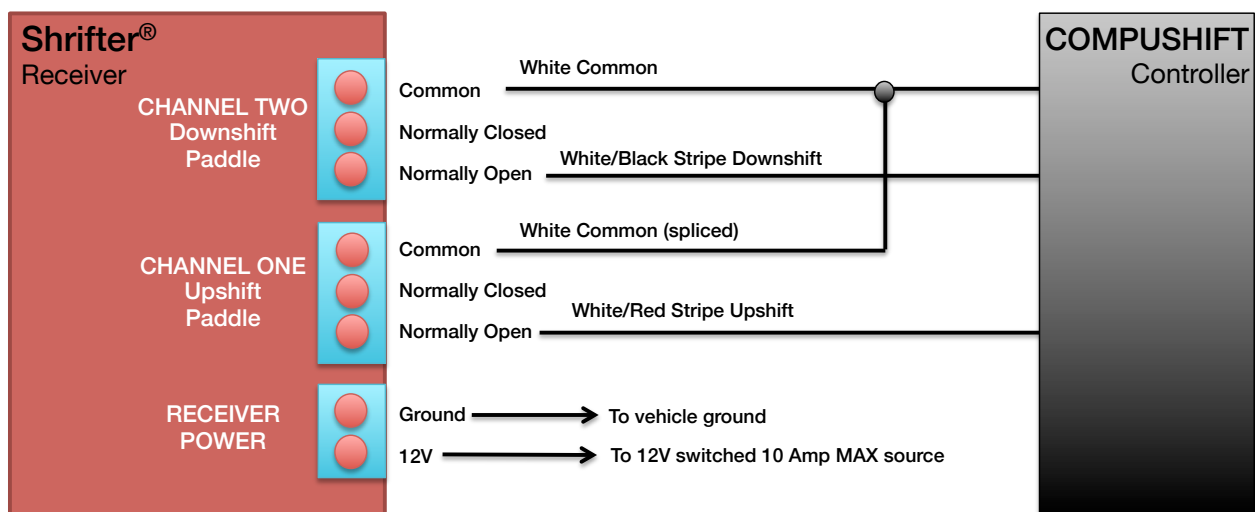 Shrifter®
Receiver
CHANNEL TWO
Downshift
Paddle
Common
Normally Closed
Normally Open
White Common
White/Black Stripe Downshift
CHANNEL ONE
Upshift
Paddle
Common
Normally Closed
Normally Open
White Common (spliced)
White/Red Stripe Upshift
RECEIVER
POWER
Ground
To vehicle ground
12V
To 12V switched 10 Amp MAX source
COMPUSHIFT
Controller